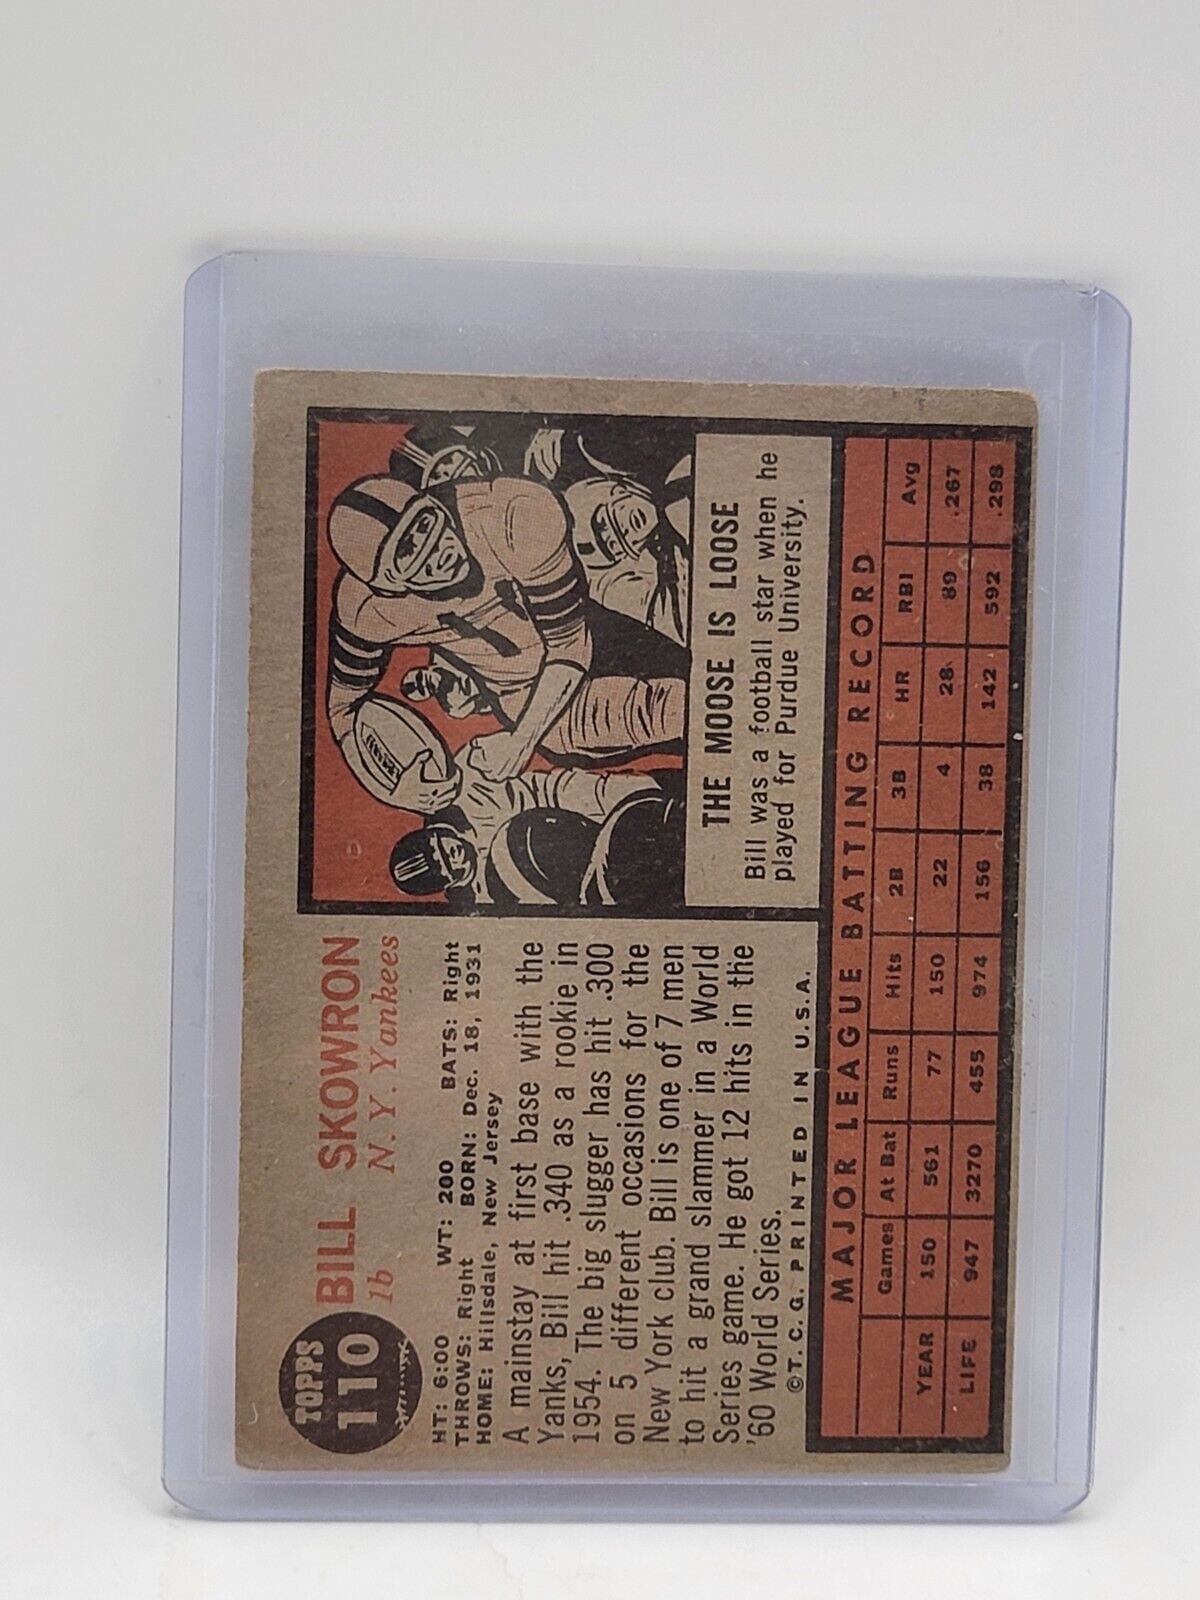 TOPPS
110
BASEBALL
BILL SKOWRON
1b N. Y. Yankees
HT: 6:00 WT: 200 BATS: Right
THROWS: Right BORN: Dec. 18, 1931
HOME: Hillsdale, New Jersey
A mainstay at first base with the
Yanks, Bill hit .340 as a rookie in
1954. The big slugger has hit .300
on 5 different occasions for the
New York club. Bill is one of 7 men
to hit a grand slammer in a World
Series game. He got 12 hits in the
'60 World Series.
©T. C. G. PRINTED IN U.S.A.
THE MOOSE IS LOOSE
Bill was a football star when he
played for Purdue University.
MAJOR LEAGUE BATTING RECORD
Games At Bat Runs Hits 2B 3B HR RBI Avg
YEAR 150 561 77 150 22 4 28 89 .267
LIFE 947 3270 455 974 156 38 142 592 .298